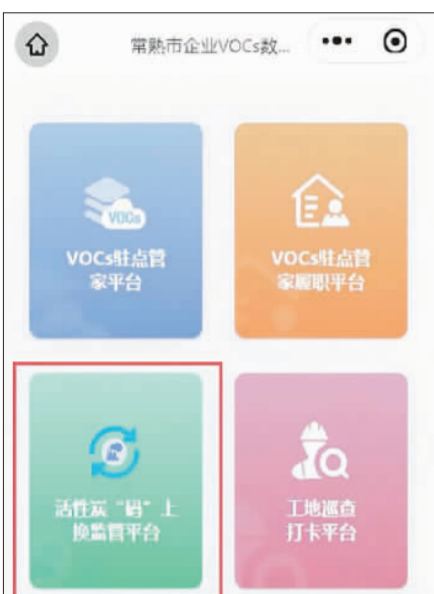 常熟市企业VOCs数...
VOCs
VOCs驻点管
家平台
VOCs驻点管
家履职平台
活性炭“码”上
换监管平台
工地巡查
打卡平台